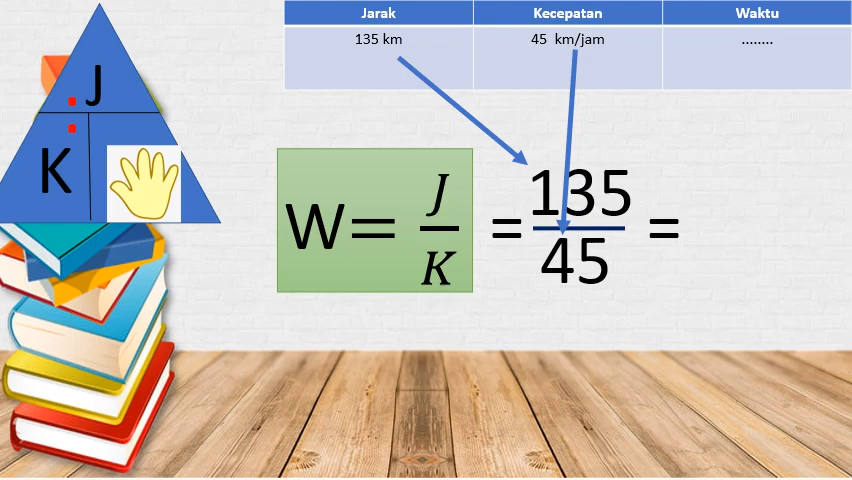 Jarak Kecepatan Waktu
135 km 45 km/jam ........
J
:
K
W= J/K = 135/45 =